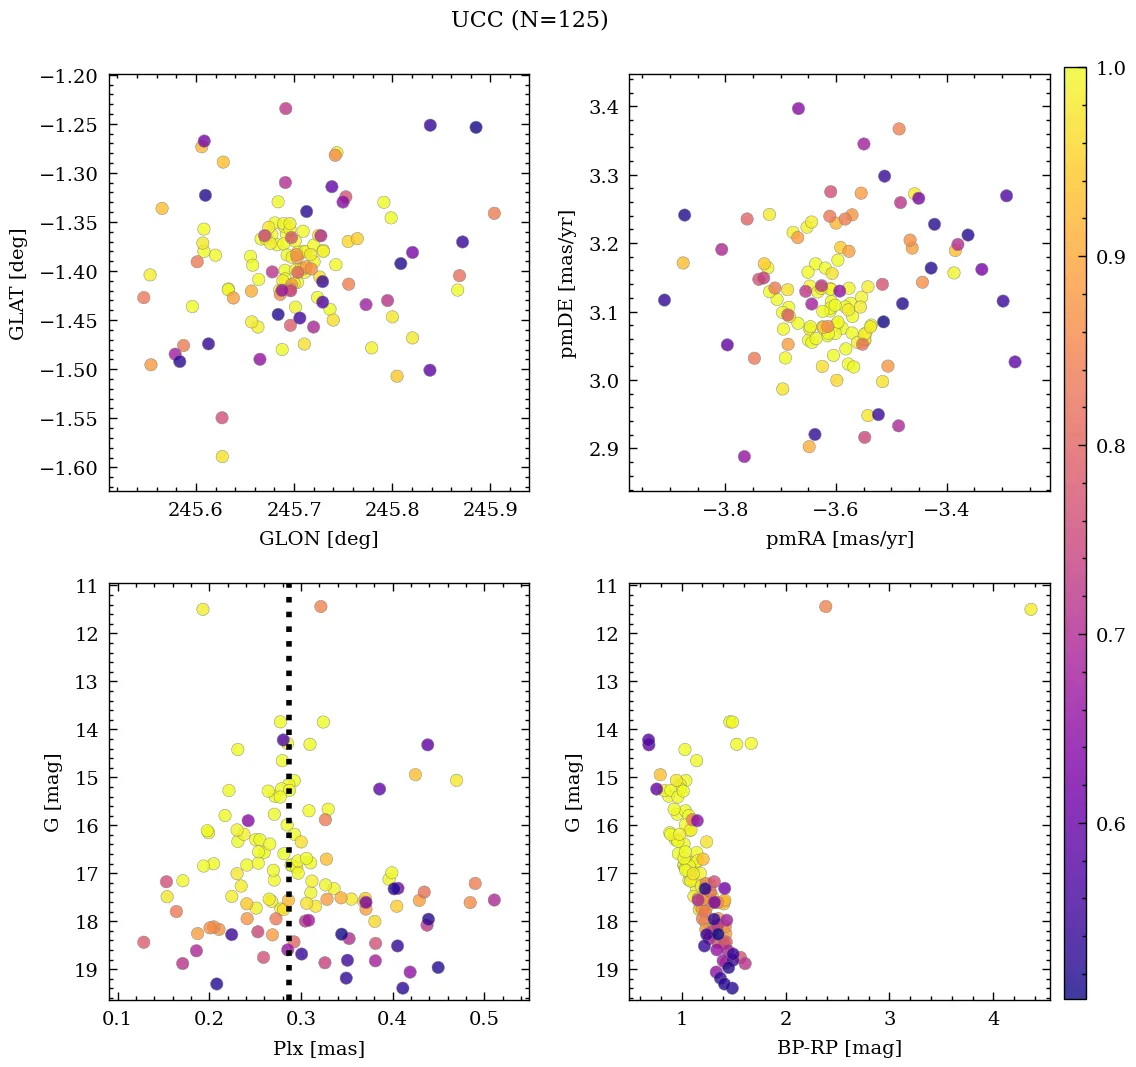 UCC (N=125)
−1.20
−1.25
−1.30
−1.35
−1.40
−1.45
−1.50
−1.55
−1.60
GLAT [deg]
245.6 245.7 245.8 245.9
GLON [deg]
3.4
3.3
3.2
3.1
3.0
2.9
pmDE [mas/yr]
−3.8 −3.6 −3.4
pmRA [mas/yr]
1.0
0.9
0.8
0.7
0.6
11
12
13
14
15
16
17
18
19
G [mag]
0.1 0.2 0.3 0.4 0.5
Plx [mas]
11
12
13
14
15
16
17
18
19
G [mag]
1 2 3 4
BP-RP [mag]